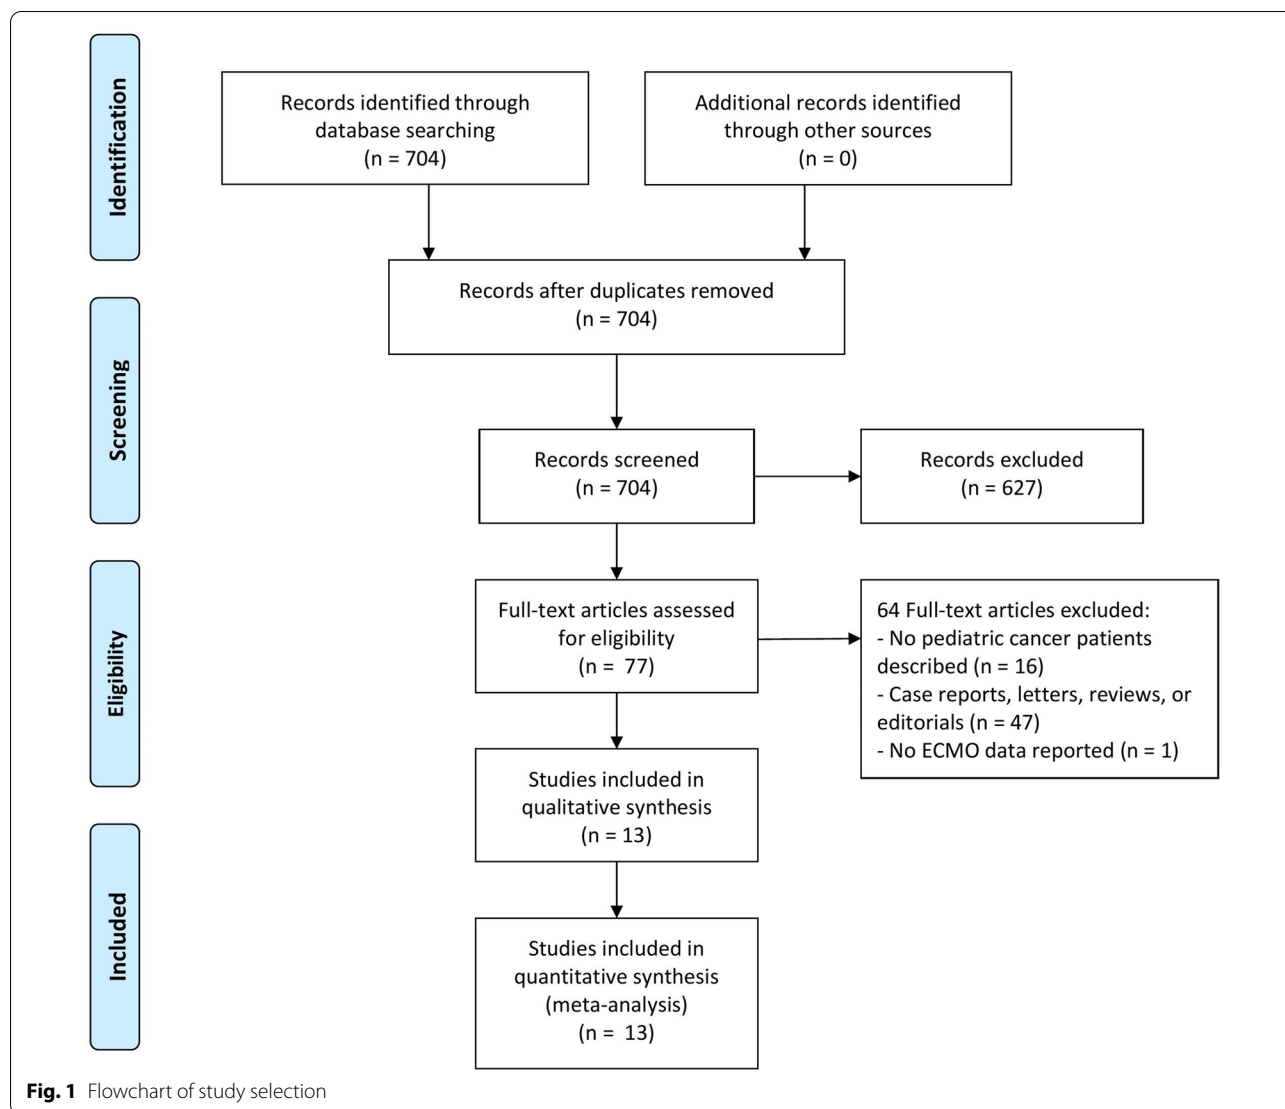 Identification
Records identified through
database searching
(n = 704)
Additional records identified
through other sources
(n = 0)
Records after duplicates removed
(n = 704)
Screening
Records screened
(n = 704)
Records excluded
(n = 627)
Eligibility
Full-text articles assessed
for eligibility
(n = 77)
64 Full-text articles excluded:
- No pediatric cancer patients
described (n = 16)
- Case reports, letters, reviews, or
editorials (n = 47)
- No ECMO data reported (n = 1)
Studies included in
qualitative synthesis
(n = 13)
Included
Studies included in
quantitative synthesis
(meta-analysis)
(n = 13)
Fig. 1 Flowchart of study selection